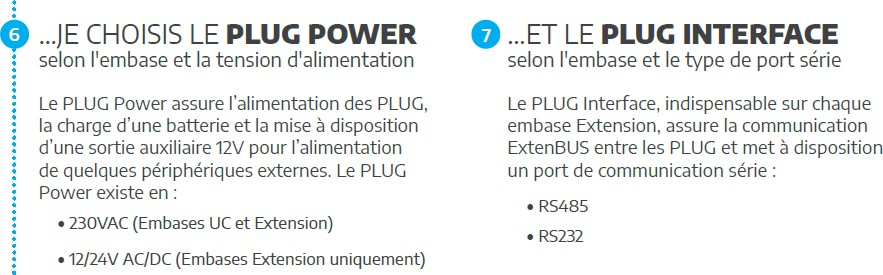 6 ...JE CHOISIS LE PLUG POWER
selon l'embase et la tension d'alimentation
Le PLUG Power assure l’alimentation des PLUG,
la charge d’une batterie et la mise à disposition
d’une sortie auxiliaire 12V pour l’alimentation
de quelques périphériques externes. Le PLUG
Power existe en :
• 230VAC (Embases UC et Extension)
• 12/24V AC/DC (Embases Extension uniquement)
7 ...ET LE PLUG INTERFACE
selon l'embase et le type de port série
Le PLUG Interface, indispensable sur chaque
embase Extension, assure la communication
ExtenBUS entre les PLUG et met à disposition
un port de communication série :
• RS485
• RS232